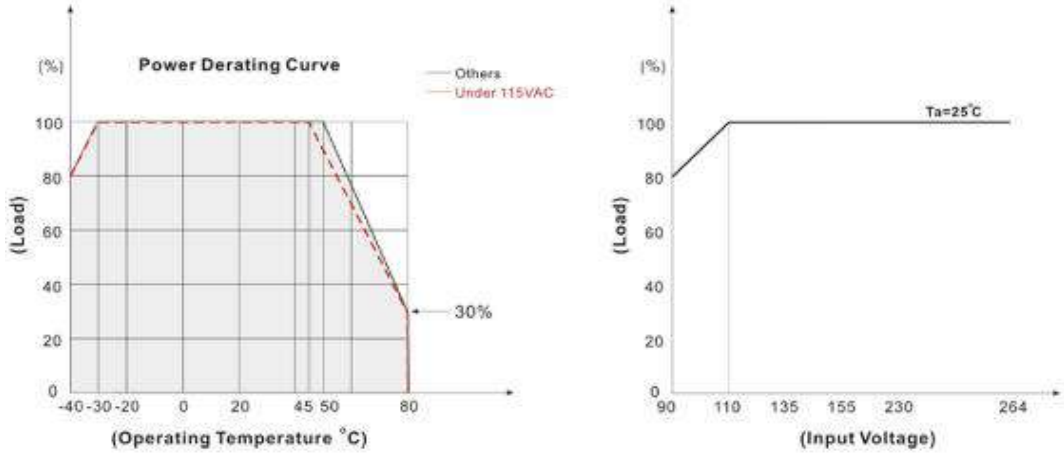 (%)
Power Derating Curve
Others
Under 115VAC
100
80
60
40
20
0
(Load)
30%
-40 -30 -20 0 20 45 50 80
(Operating Temperature °C)
(%)
Ta=25°C
100
80
60
40
20
0
(Load)
90 110 135 155 230 264
(Input Voltage)